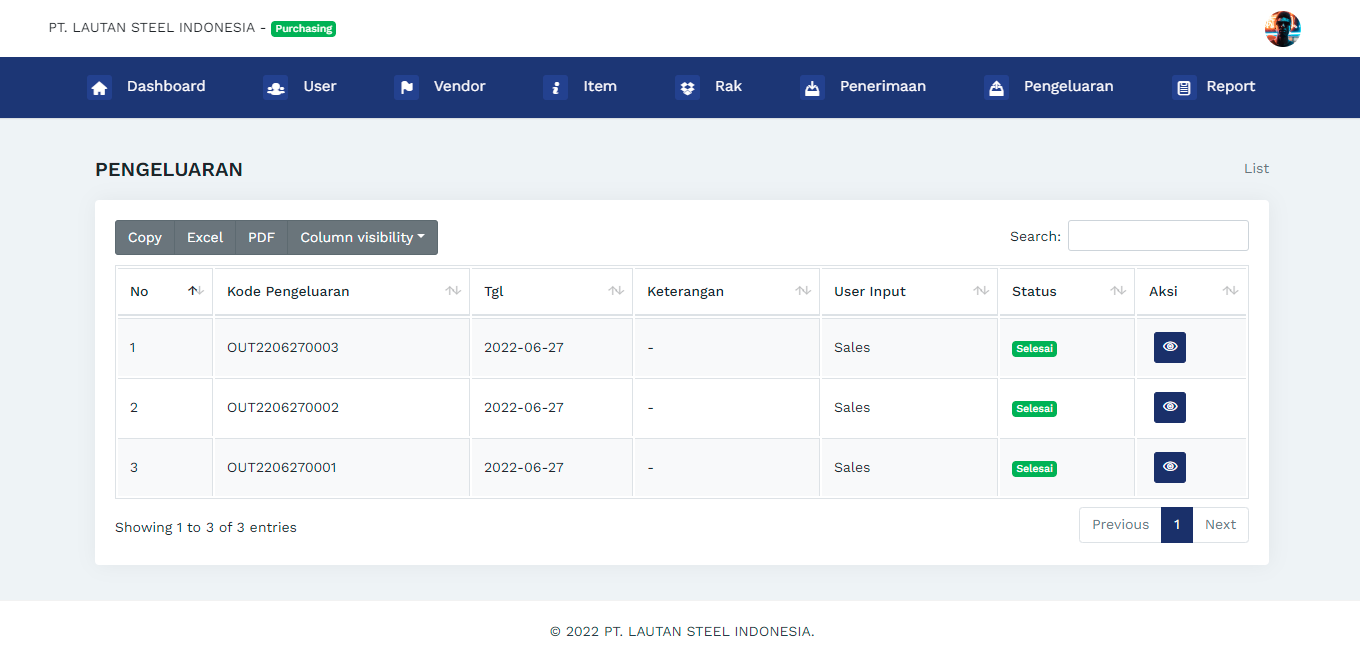 PT. LAUTAN STEEL INDONESIA - Purchasing
Dashboard User Vendor Item Rak Penerimaan Pengeluaran Report
PENGELUARAN List
Copy Excel PDF Column visibility Search:
No Kode Pengeluaran Tgl Keterangan User Input Status Aksi
1 OUT2206270003 2022-06-27 - Sales Selesai
2 OUT2206270002 2022-06-27 - Sales Selesai
3 OUT2206270001 2022-06-27 - Sales Selesai
Showing 1 to 3 of 3 entries Previous 1 Next
© 2022 PT. LAUTAN STEEL INDONESIA.